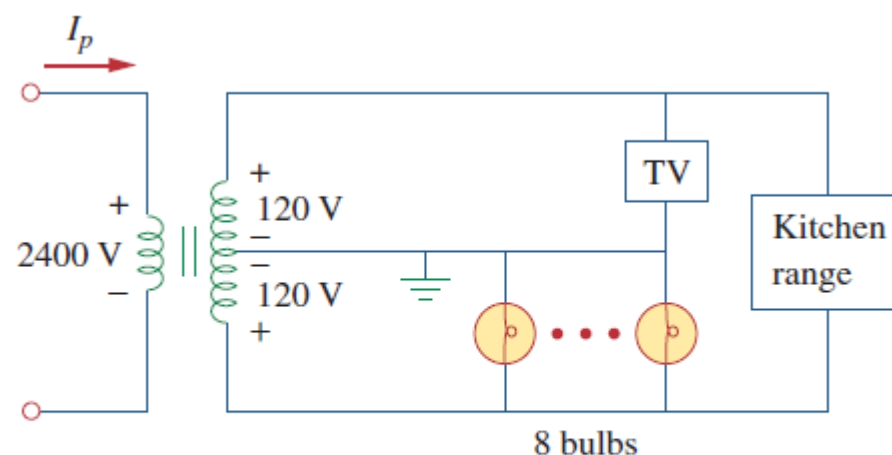 I_p
+
120 V
–
–
120 V
+
+
2400 V
–
TV
Kitchen
range
8 bulbs